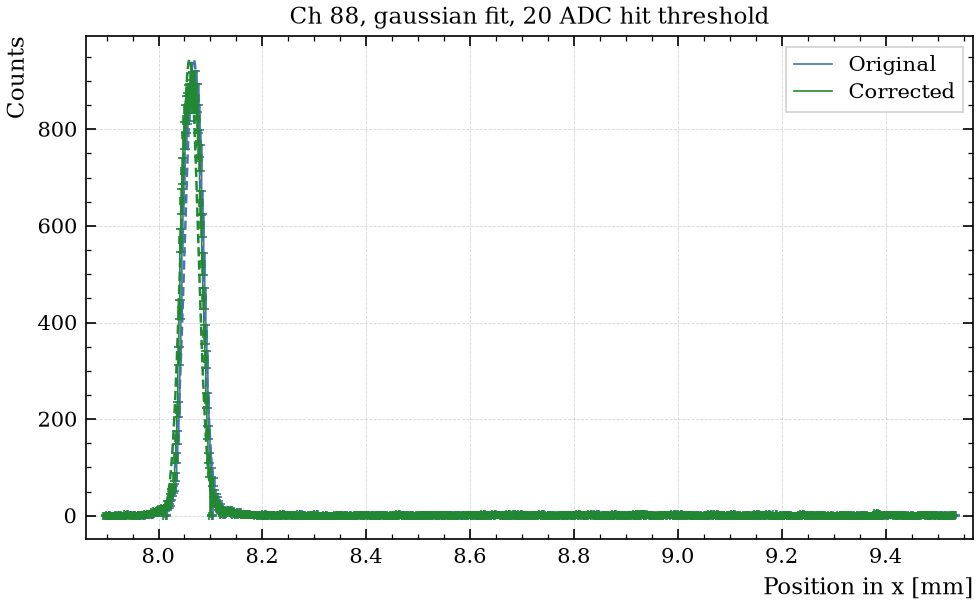 Ch 88, gaussian fit, 20 ADC hit threshold
Counts
Original
Corrected
800
600
400
200
0
8.0 8.2 8.4 8.6 8.8 9.0 9.2 9.4
Position in x [mm]